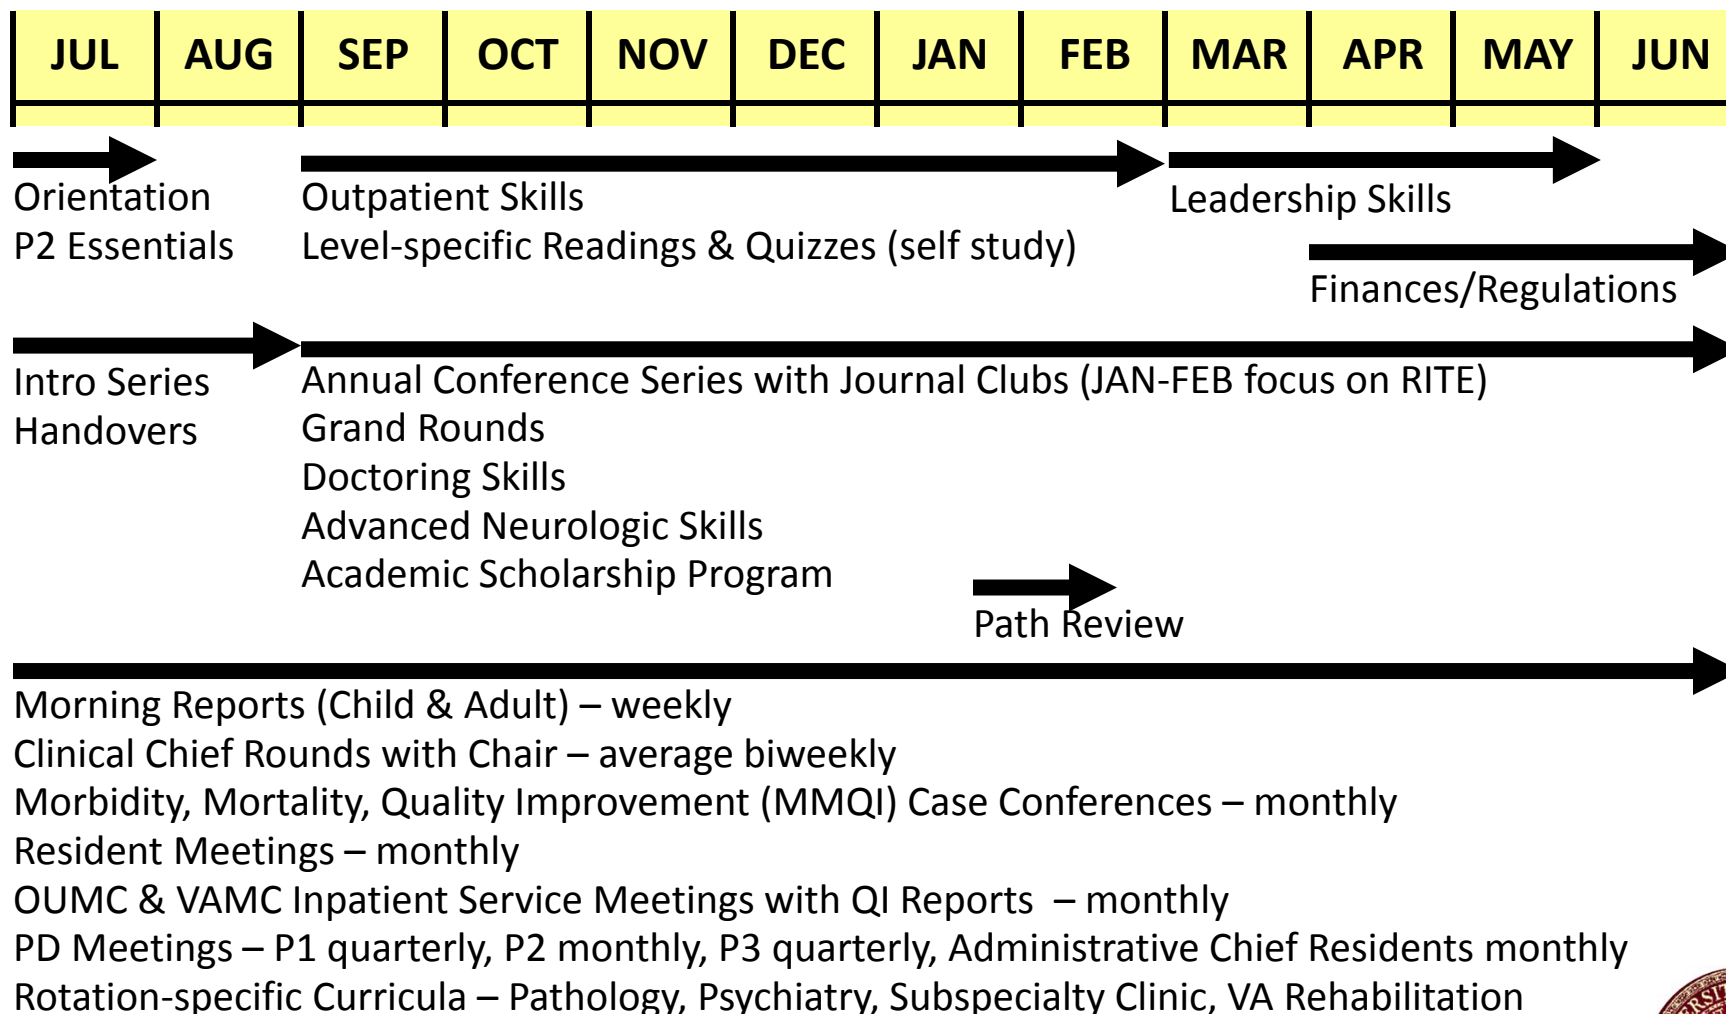 JUL AUG SEP OCT NOV DEC JAN FEB MAR APR MAY JUN
Orientation
P2 Essentials
Outpatient Skills
Level-specific Readings & Quizzes (self study)
Leadership Skills
Finances/Regulations
Intro Series
Handovers
Annual Conference Series with Journal Clubs (JAN-FEB focus on RITE)
Grand Rounds
Doctoring Skills
Advanced Neurologic Skills
Academic Scholarship Program
Path Review
Morning Reports (Child & Adult) – weekly
Clinical Chief Rounds with Chair – average biweekly
Morbidity, Mortality, Quality Improvement (MMQI) Case Conferences – monthly
Resident Meetings – monthly
OUMC & VAMC Inpatient Service Meetings with QI Reports – monthly
PD Meetings – P1 quarterly, P2 monthly, P3 quarterly, Administrative Chief Residents monthly
Rotation-specific Curricula – Pathology, Psychiatry, Subspecialty Clinic, VA Rehabilitation